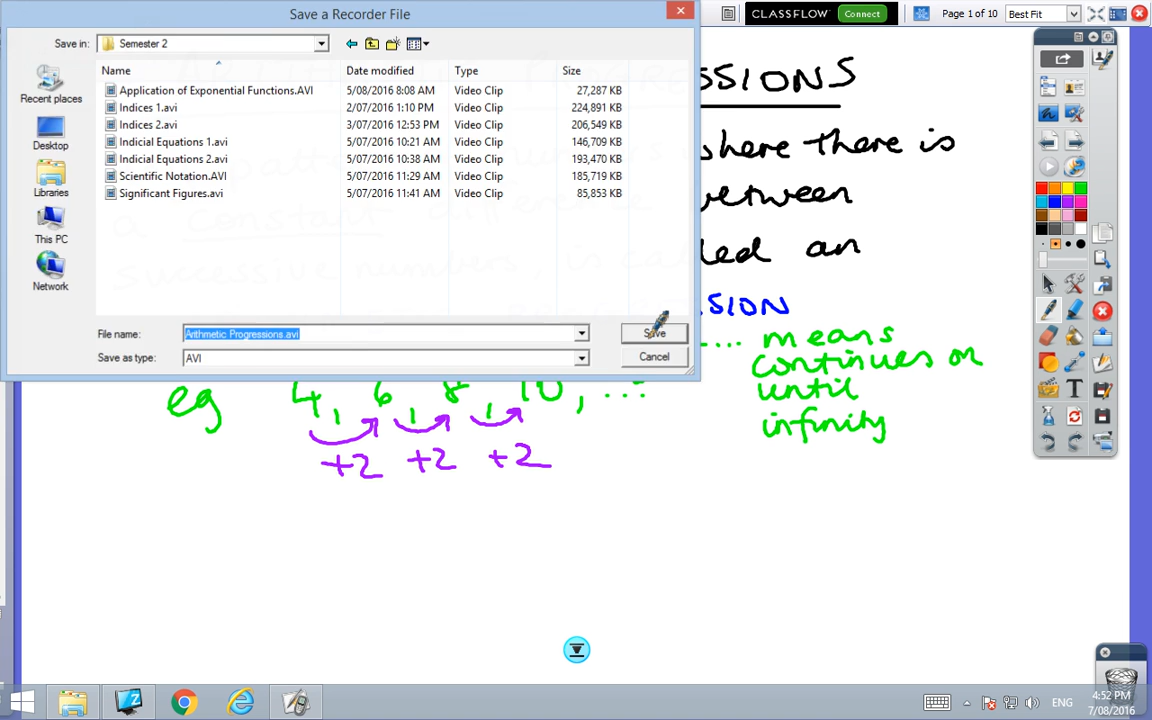 Save a Recorder File
CLASSFLOW Connect
Page 1 of 10
Best Fit
Save in: Semester 2
Name Date modified Type Size
Application of Exponential Functions.AVI 5/08/2016 8:08 AM Video Clip 27,287 KB
Indices 1.avi 2/07/2016 1:10 PM Video Clip 224,891 KB
Indices 2.avi 3/07/2016 12:53 PM Video Clip 206,549 KB
Indicial Equations 1.avi 5/07/2016 10:21 AM Video Clip 146,709 KB
Indicial Equations 2.avi 5/07/2016 10:38 AM Video Clip 193,470 KB
Scientific Notation.AVI 5/07/2016 11:29 AM Video Clip 185,719 KB
Significant Figures.avi 5/07/2016 11:41 AM Video Clip 85,853 KB
Recent places
Desktop
Libraries
This PC
Network
File name: Arithmetic Progressions.avi Save
Save as type: AVI Cancel
SSIONS
where there is
a constant
between
successive numbers, is called an
SION
.... means
continues on
until
infinity
eg 4, 6, 8, 10, ...
+2 +2 +2
ENG
4:52 PM
7/08/2016